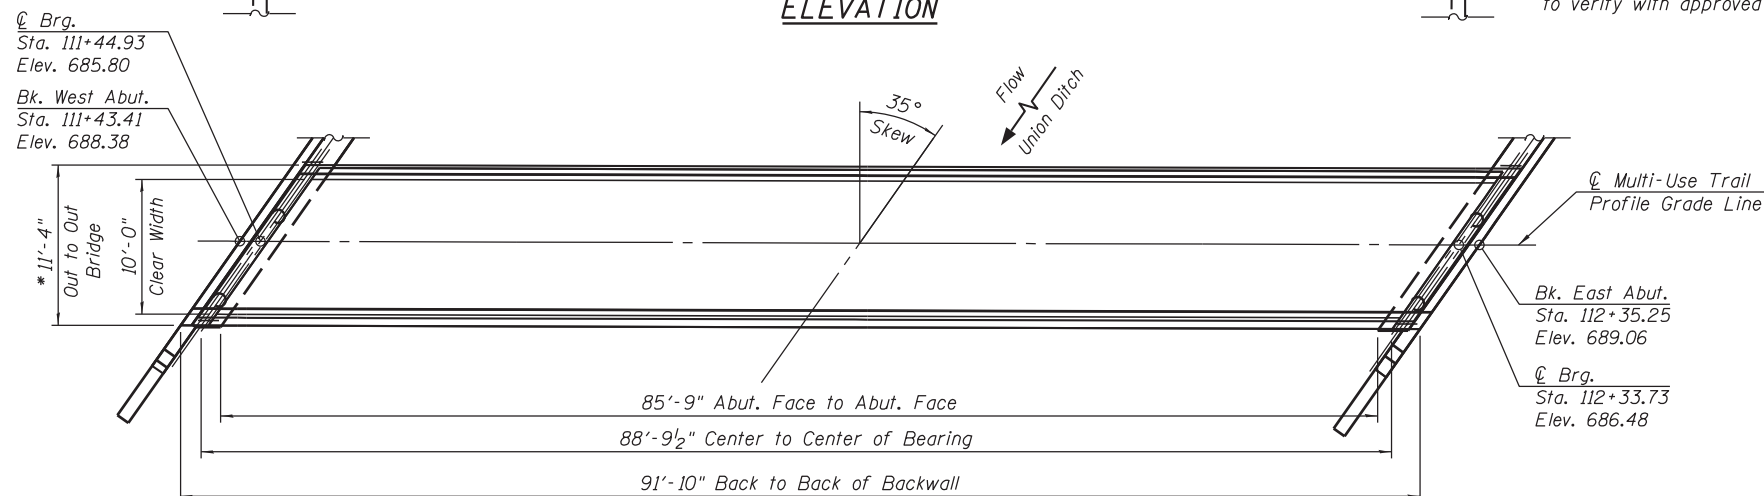 ELEVATION
to verify with approved
℄ Brg.
Sta. 111+44.93
Elev. 685.80
Bk. West Abut.
Sta. 111+43.41
Elev. 688.38
35°
Skew
Flow
Union Ditch
* 11'-4"
Out to Out
Bridge
10'-0"
Clear Width
℄ Multi-Use Trail
Profile Grade Line
Bk. East Abut.
Sta. 112+35.25
Elev. 689.06
℄ Brg.
Sta. 112+33.73
Elev. 686.48
85'-9" Abut. Face to Abut. Face
88'-9½" Center to Center of Bearing
91'-10" Back to Back of Backwall